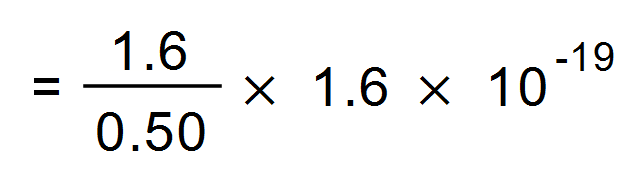 = 1.6/0.50 × 1.6 × 10^-19